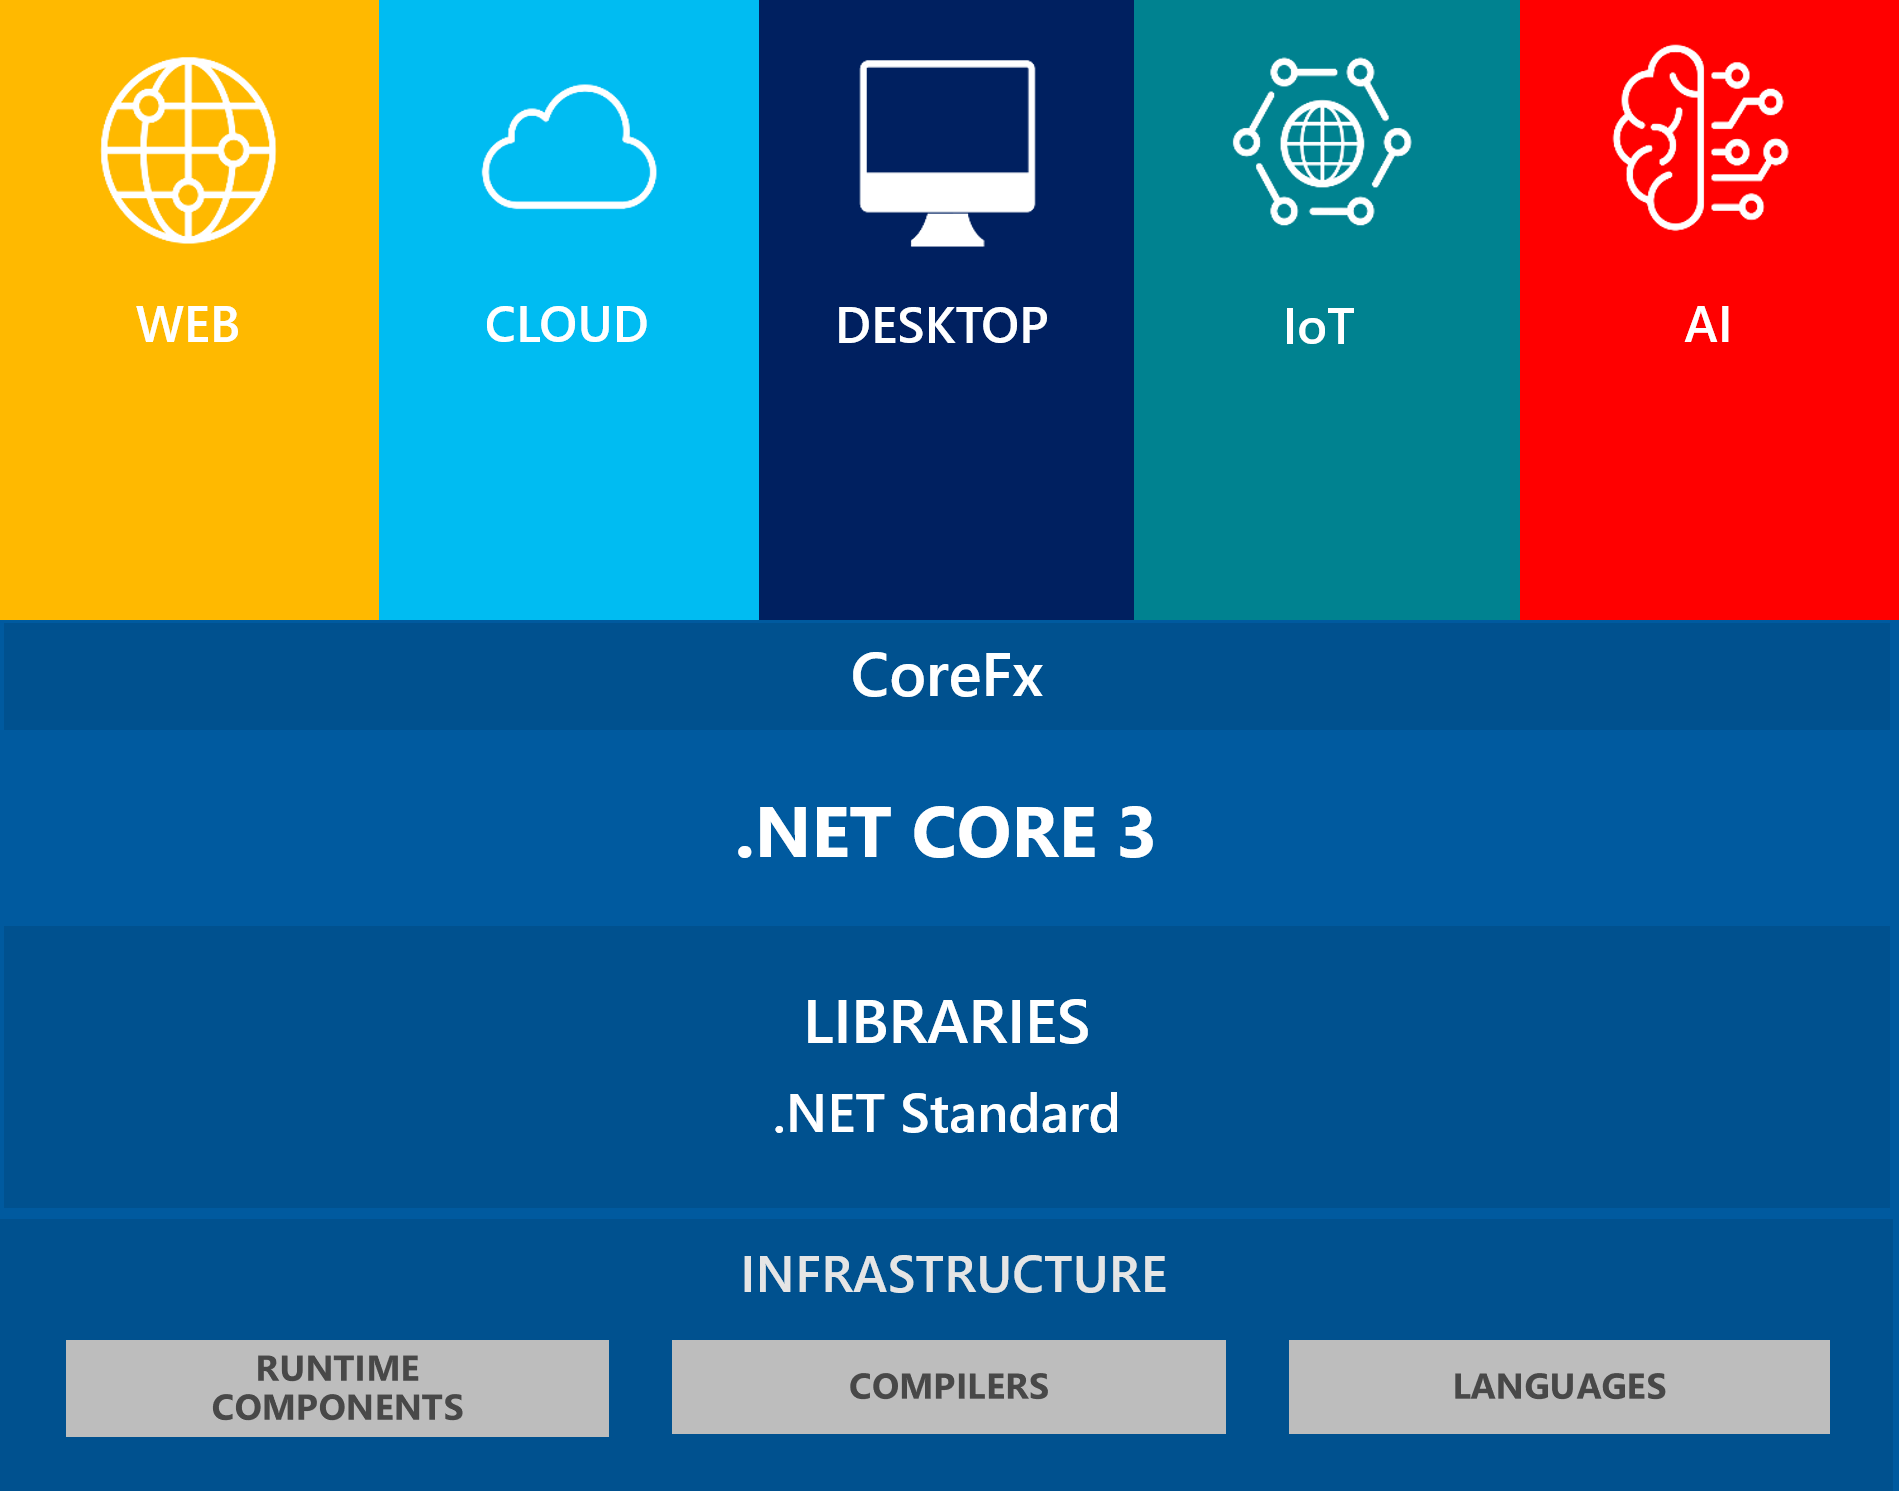 WEB
CLOUD
DESKTOP
IoT
AI
CoreFx
.NET CORE 3
LIBRARIES
.NET Standard
INFRASTRUCTURE
RUNTIME
COMPONENTS
COMPILERS
LANGUAGES